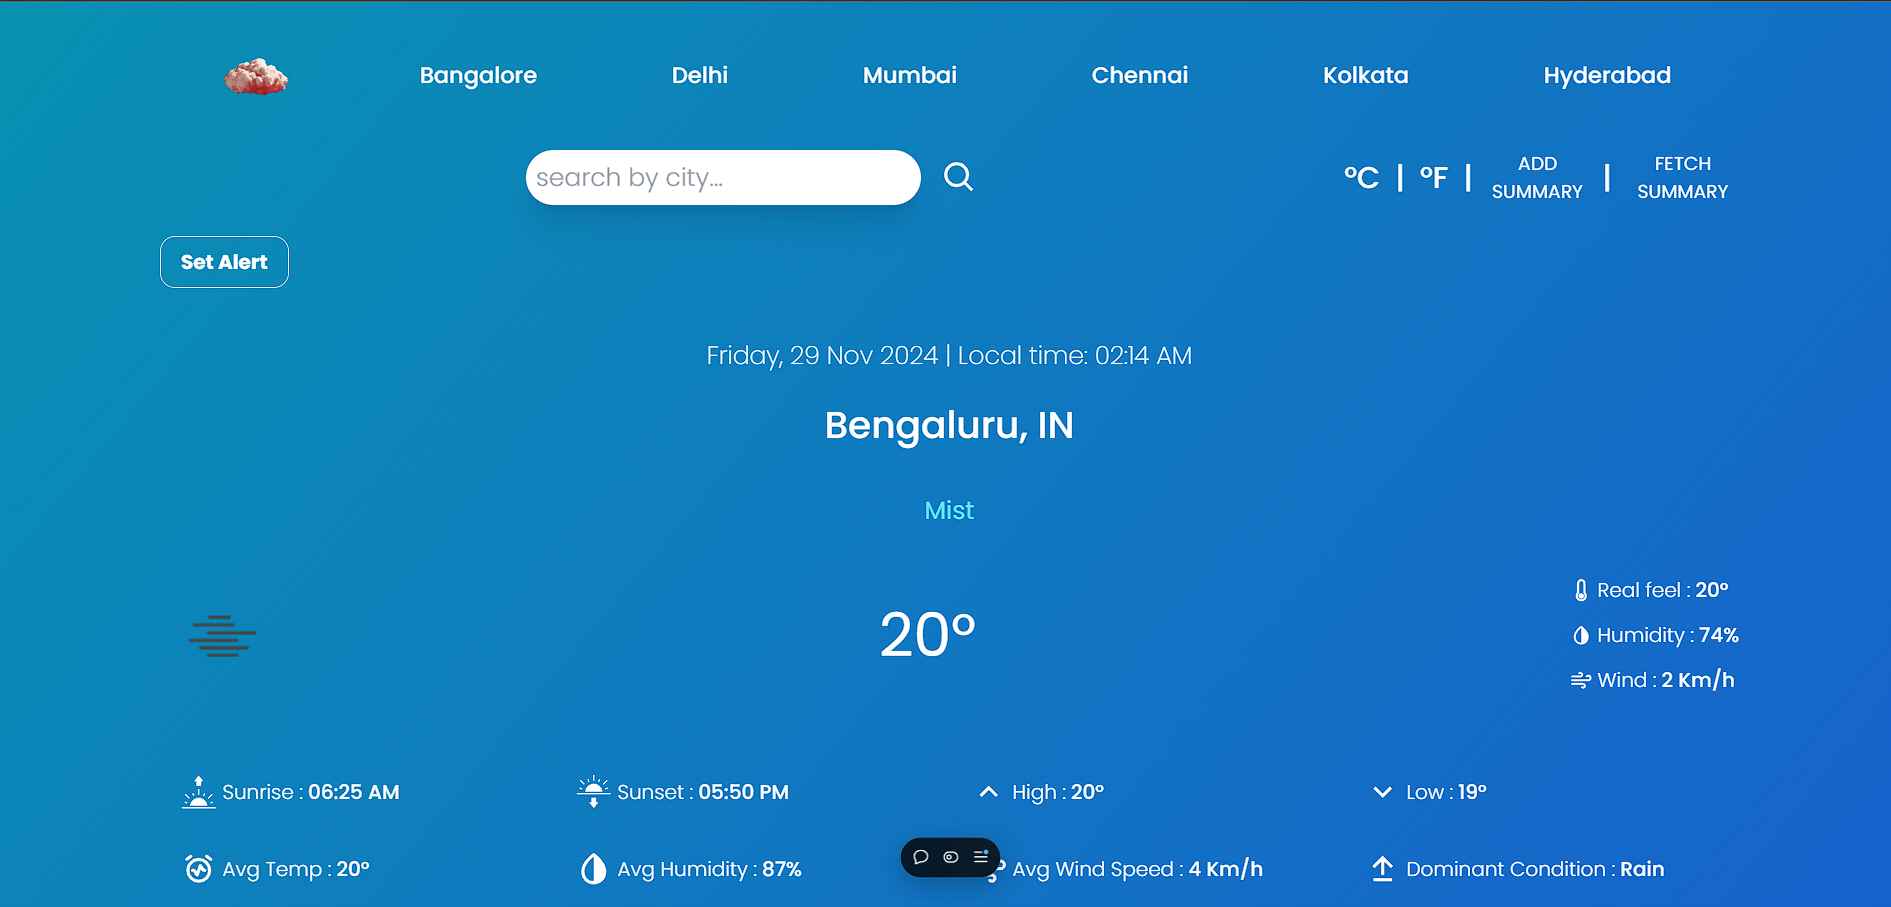 Bangalore Delhi Mumbai Chennai Kolkata Hyderabad
search by city...
°C | °F | ADD SUMMARY | FETCH SUMMARY
Set Alert
Friday, 29 Nov 2024 | Local time: 02:14 AM
Bengaluru, IN
Mist
20°
Real feel : 20°
Humidity : 74%
Wind : 2 Km/h
Sunrise : 06:25 AM Sunset : 05:50 PM High : 20° Low : 19°
Avg Temp : 20° Avg Humidity : 87% Avg Wind Speed : 4 Km/h Dominant Condition : Rain